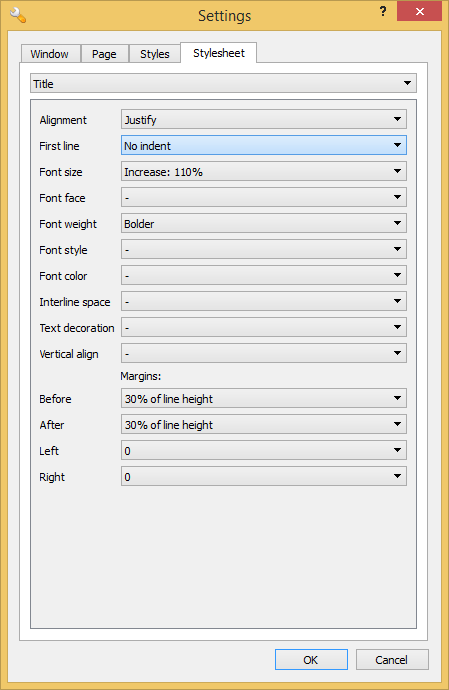 Settings
?
Window Page Styles Stylesheet
Title
Alignment Justify
First line No indent
Font size Increase: 110%
Font face -
Font weight Bolder
Font style -
Font color -
Interline space -
Text decoration -
Vertical align -
Margins:
Before 30% of line height
After 30% of line height
Left 0
Right 0
OK Cancel